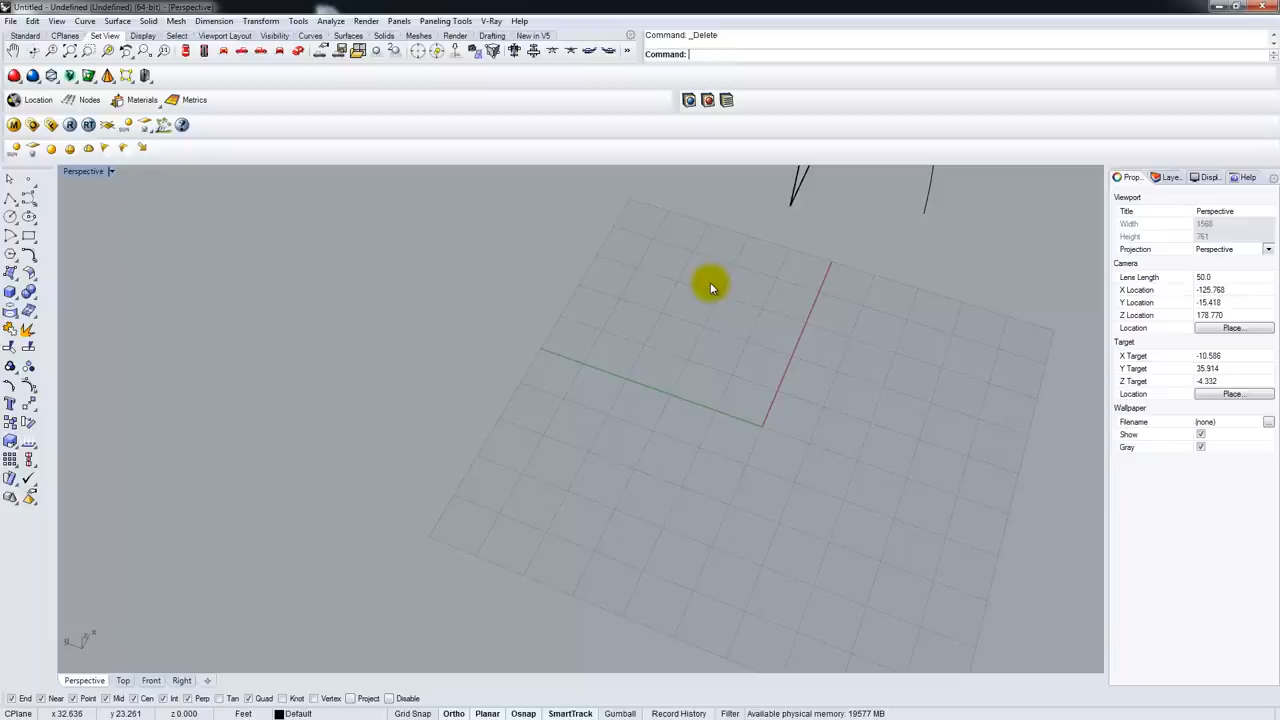 Untitled - Undefined (Undefined) (64-bit) - [Perspective]
File Edit View Curve Surface Solid Mesh Dimension Transform Tools Analyze Render Panels Paneling Tools V-Ray Help
Command: _Delete
Standard CPlanes Set View Display Select Viewport Layout Visibility Curves Surfaces Solids Meshes Render Drafting New in V5
Command:
Location Nodes Materials Metrics
M R RT
SUN
Perspective
Prop... Laye... Displ... Help
Viewport
Title Perspective
Width 1568
Height 761
Projection Perspective
Camera
Lens Length 50.0
X Location -125.768
Y Location -15.418
Z Location 178.770
Location Place...
Target
X Target -10.586
Y Target 35.914
Z Target -4.332
Location Place...
Wallpaper
Filename (none) ...
Show
Gray
y z x
Perspective Top Front Right
End Near Point Mid Cen Int Perp Tan Quad Knot Vertex Project Disable
CPlane x 32.636 y 23.261 z 0.000 Feet Default Grid Snap Ortho Planar Osnap SmartTrack Gumball Record History Filter Available physical memory: 19577 MB